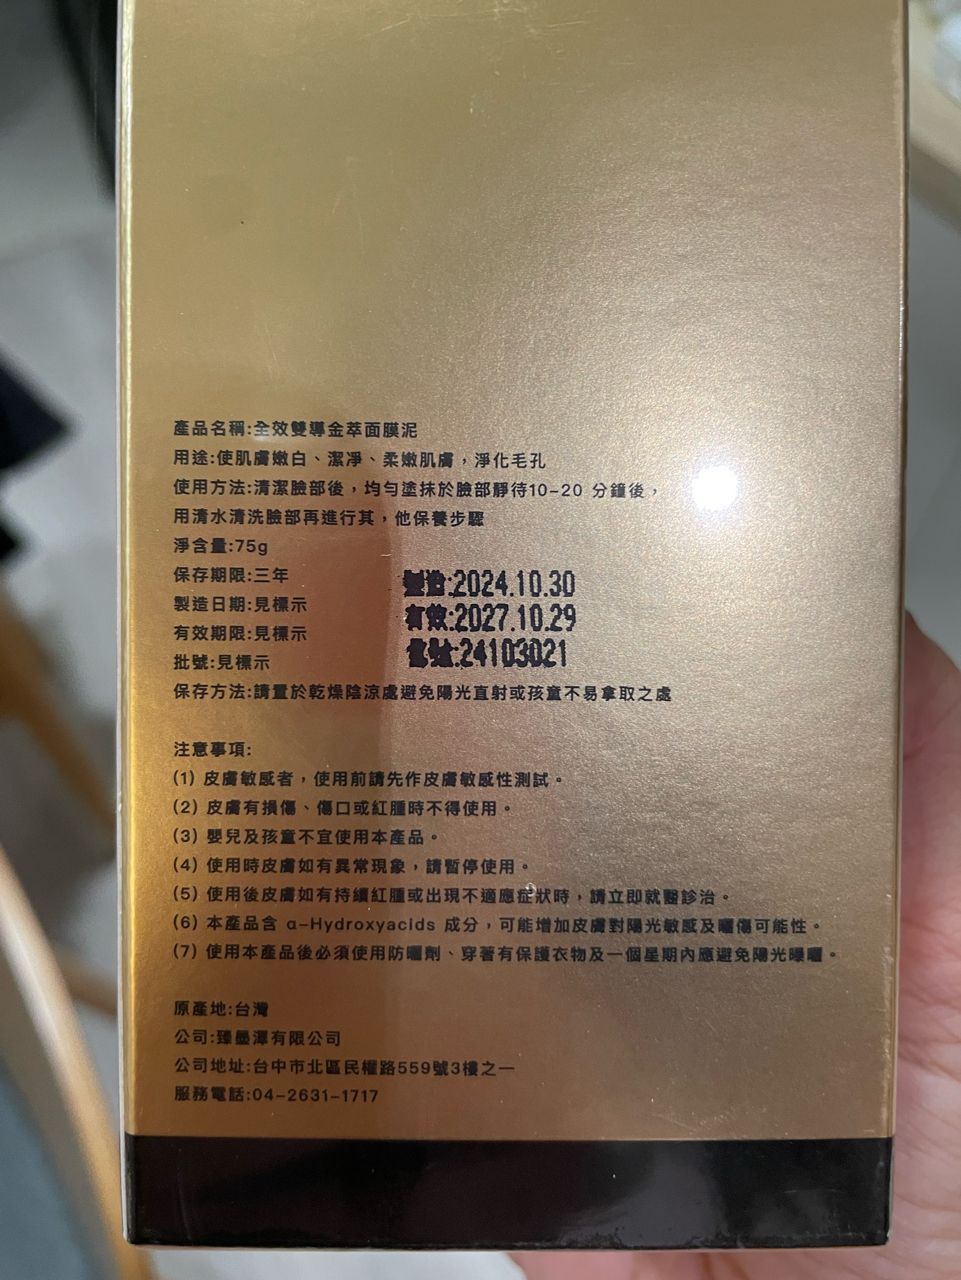 產品名稱:全效雙導金萃面膜泥
用途:使肌膚嫩白、潔淨、柔嫩肌膚，淨化毛孔
使用方法:清潔臉部後，均勻塗抹於臉部靜待10-20 分鐘後，
用清水清洗臉部再進行其，他保養步驟
淨含量:75g
保存期限:三年
製造日期:見標示
有效期限:見標示
批號:見標示
製造:2024.10.30
有效:2027.10.29
批號:24103021
保存方法:請置於乾燥陰涼處避免陽光直射或孩童不易拿取之處
注意事項:
(1) 皮膚敏感者，使用前請先作皮膚敏感性測試。
(2) 皮膚有損傷、傷口或紅腫時不得使用。
(3) 嬰兒及孩童不宜使用本產品。
(4) 使用時皮膚如有異常現象，請暫停使用。
(5) 使用後皮膚如有持續紅腫或出現不適應症狀時，請立即就醫診治。
(6) 本產品含 α-Hydroxyacids 成分，可能增加皮膚對陽光敏感及曬傷可能性。
(7) 使用本產品後必須使用防曬劑、穿著有保護衣物及一個星期內應避免陽光曝曬。
原產地:台灣
公司:臻墨澤有限公司
公司地址:台中市北區民權路559號3樓之一
服務電話:04-2631-1717